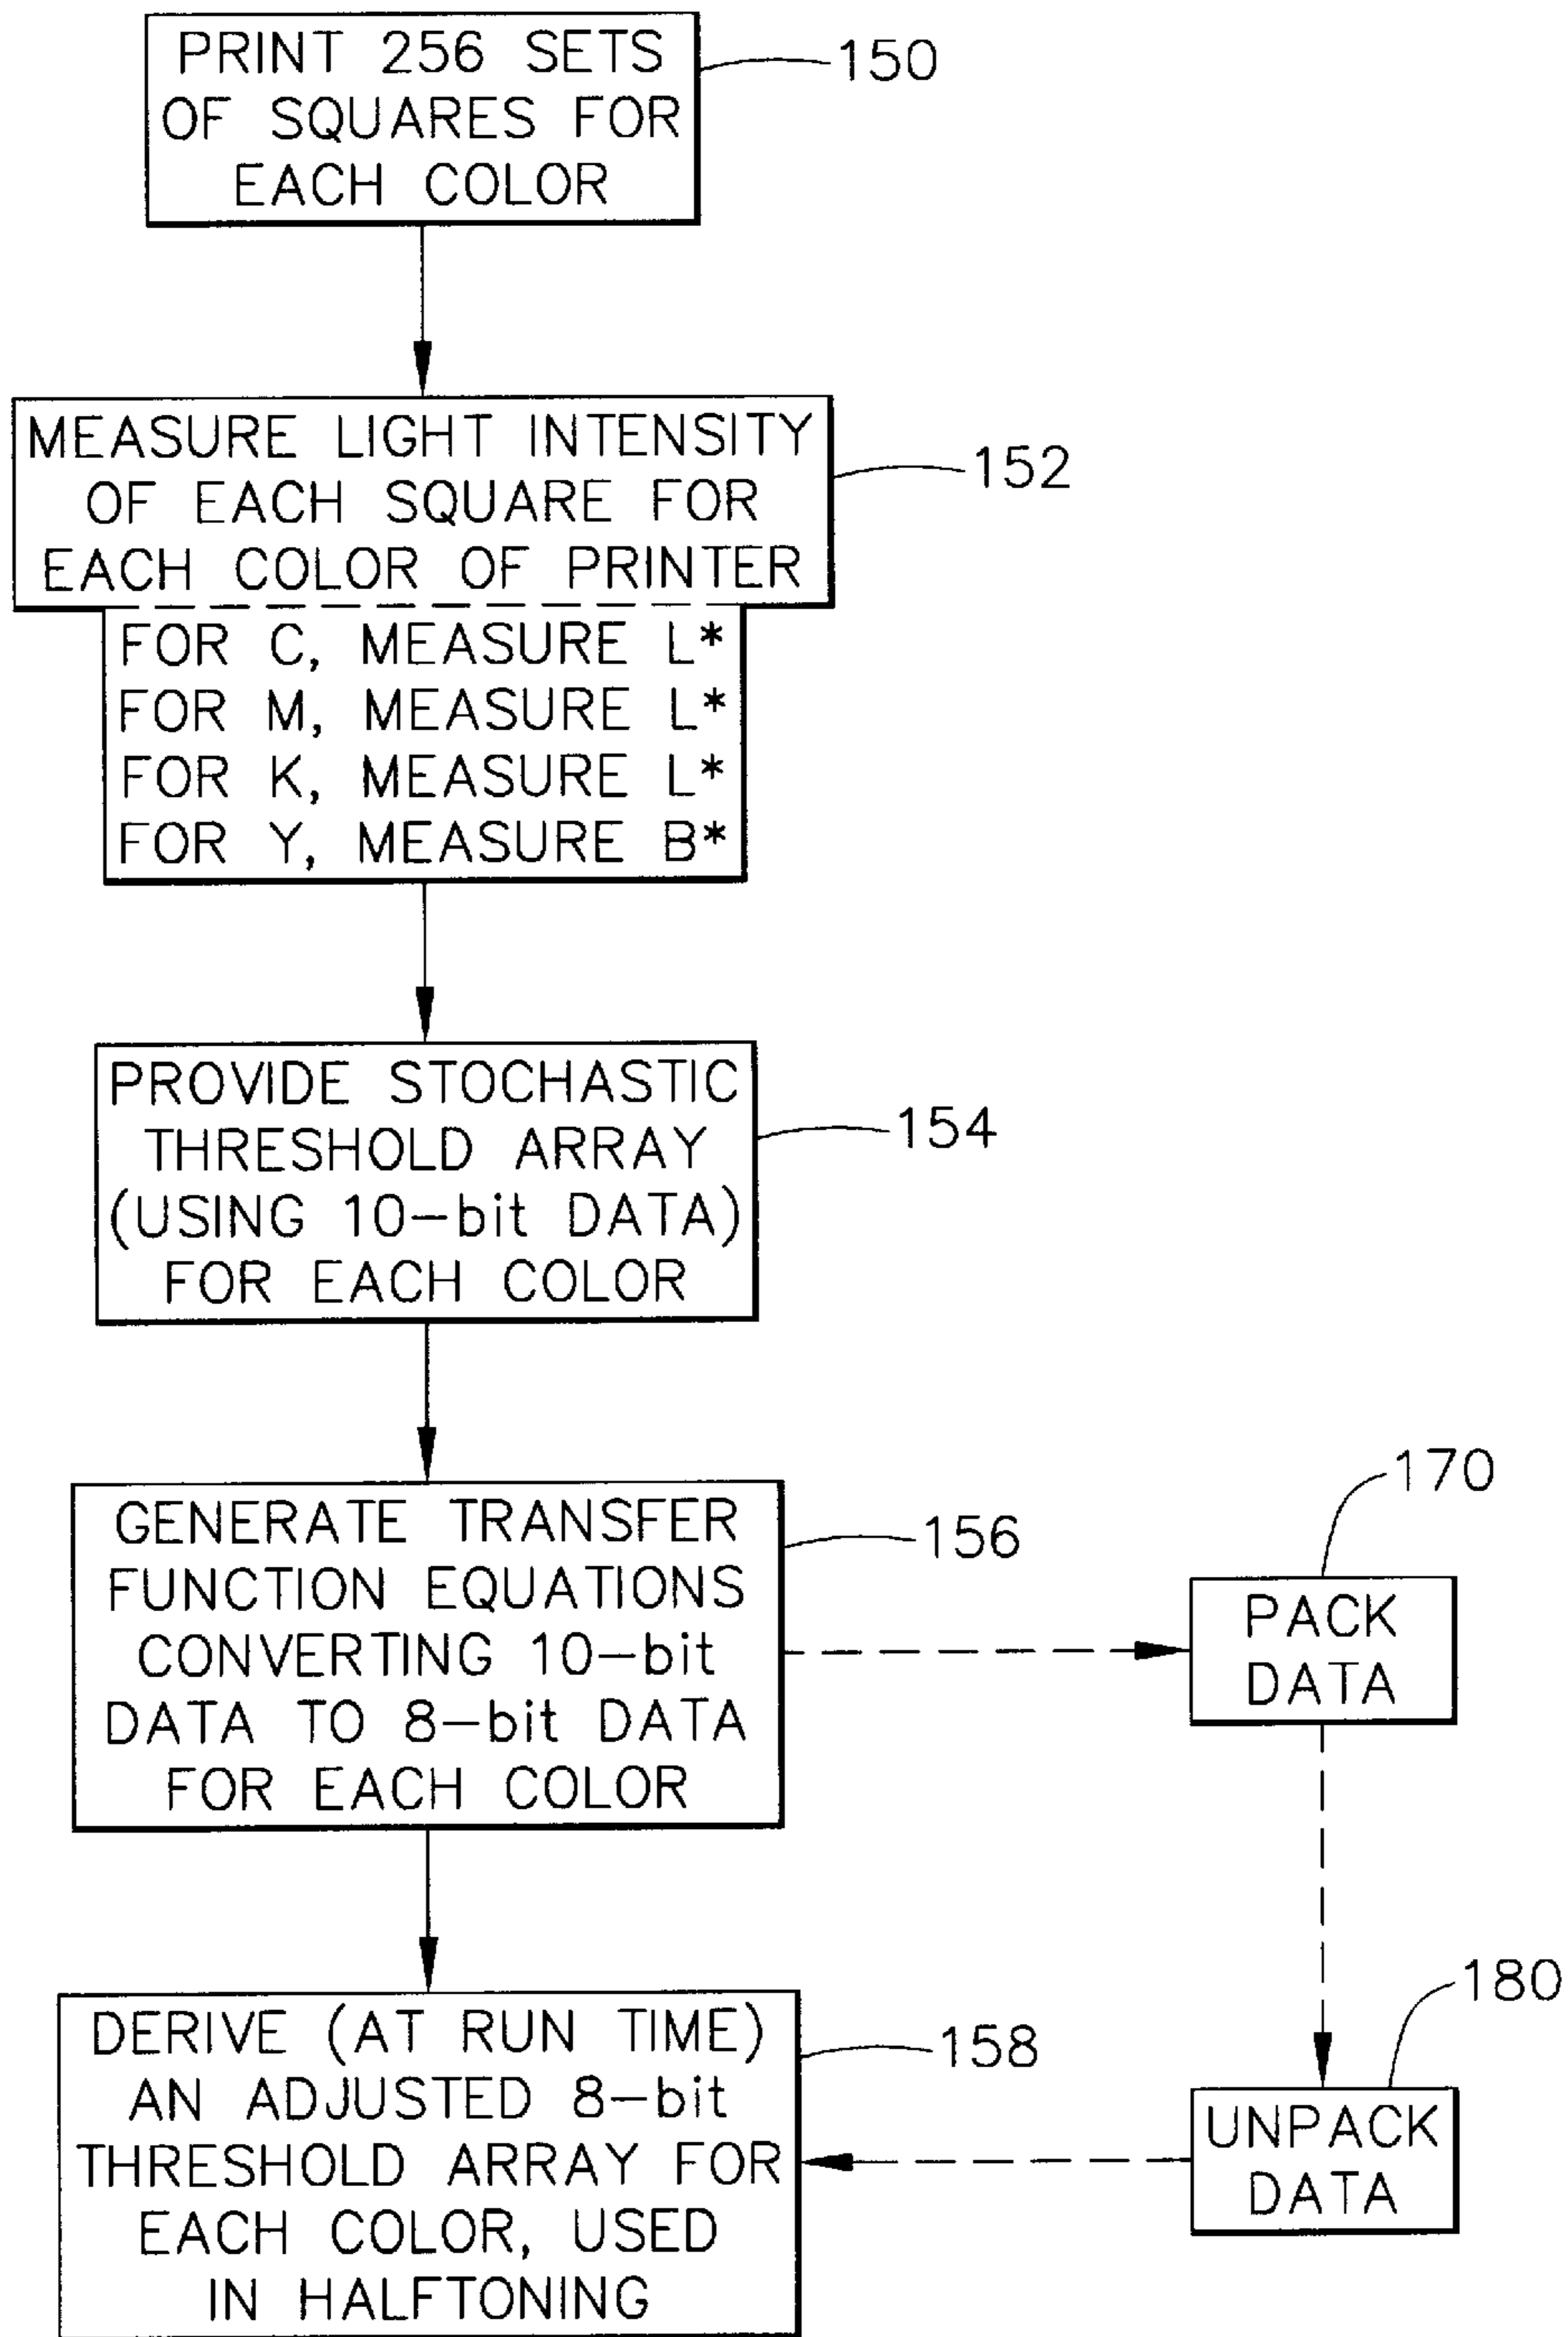 PRINT 256 SETS
OF SQUARES FOR
EACH COLOR
150
MEASURE LIGHT INTENSITY
OF EACH SQUARE FOR
EACH COLOR OF PRINTER
152
FOR C, MEASURE L*
FOR M, MEASURE L*
FOR K, MEASURE L*
FOR Y, MEASURE B*
PROVIDE STOCHASTIC
THRESHOLD ARRAY
(USING 10-bit DATA)
FOR EACH COLOR
154
GENERATE TRANSFER
FUNCTION EQUATIONS
CONVERTING 10-bit
DATA TO 8-bit DATA
FOR EACH COLOR
156
170
PACK
DATA
DERIVE (AT RUN TIME)
AN ADJUSTED 8-bit
THRESHOLD ARRAY FOR
EACH COLOR, USED
IN HALFTONING
158
180
UNPACK
DATA